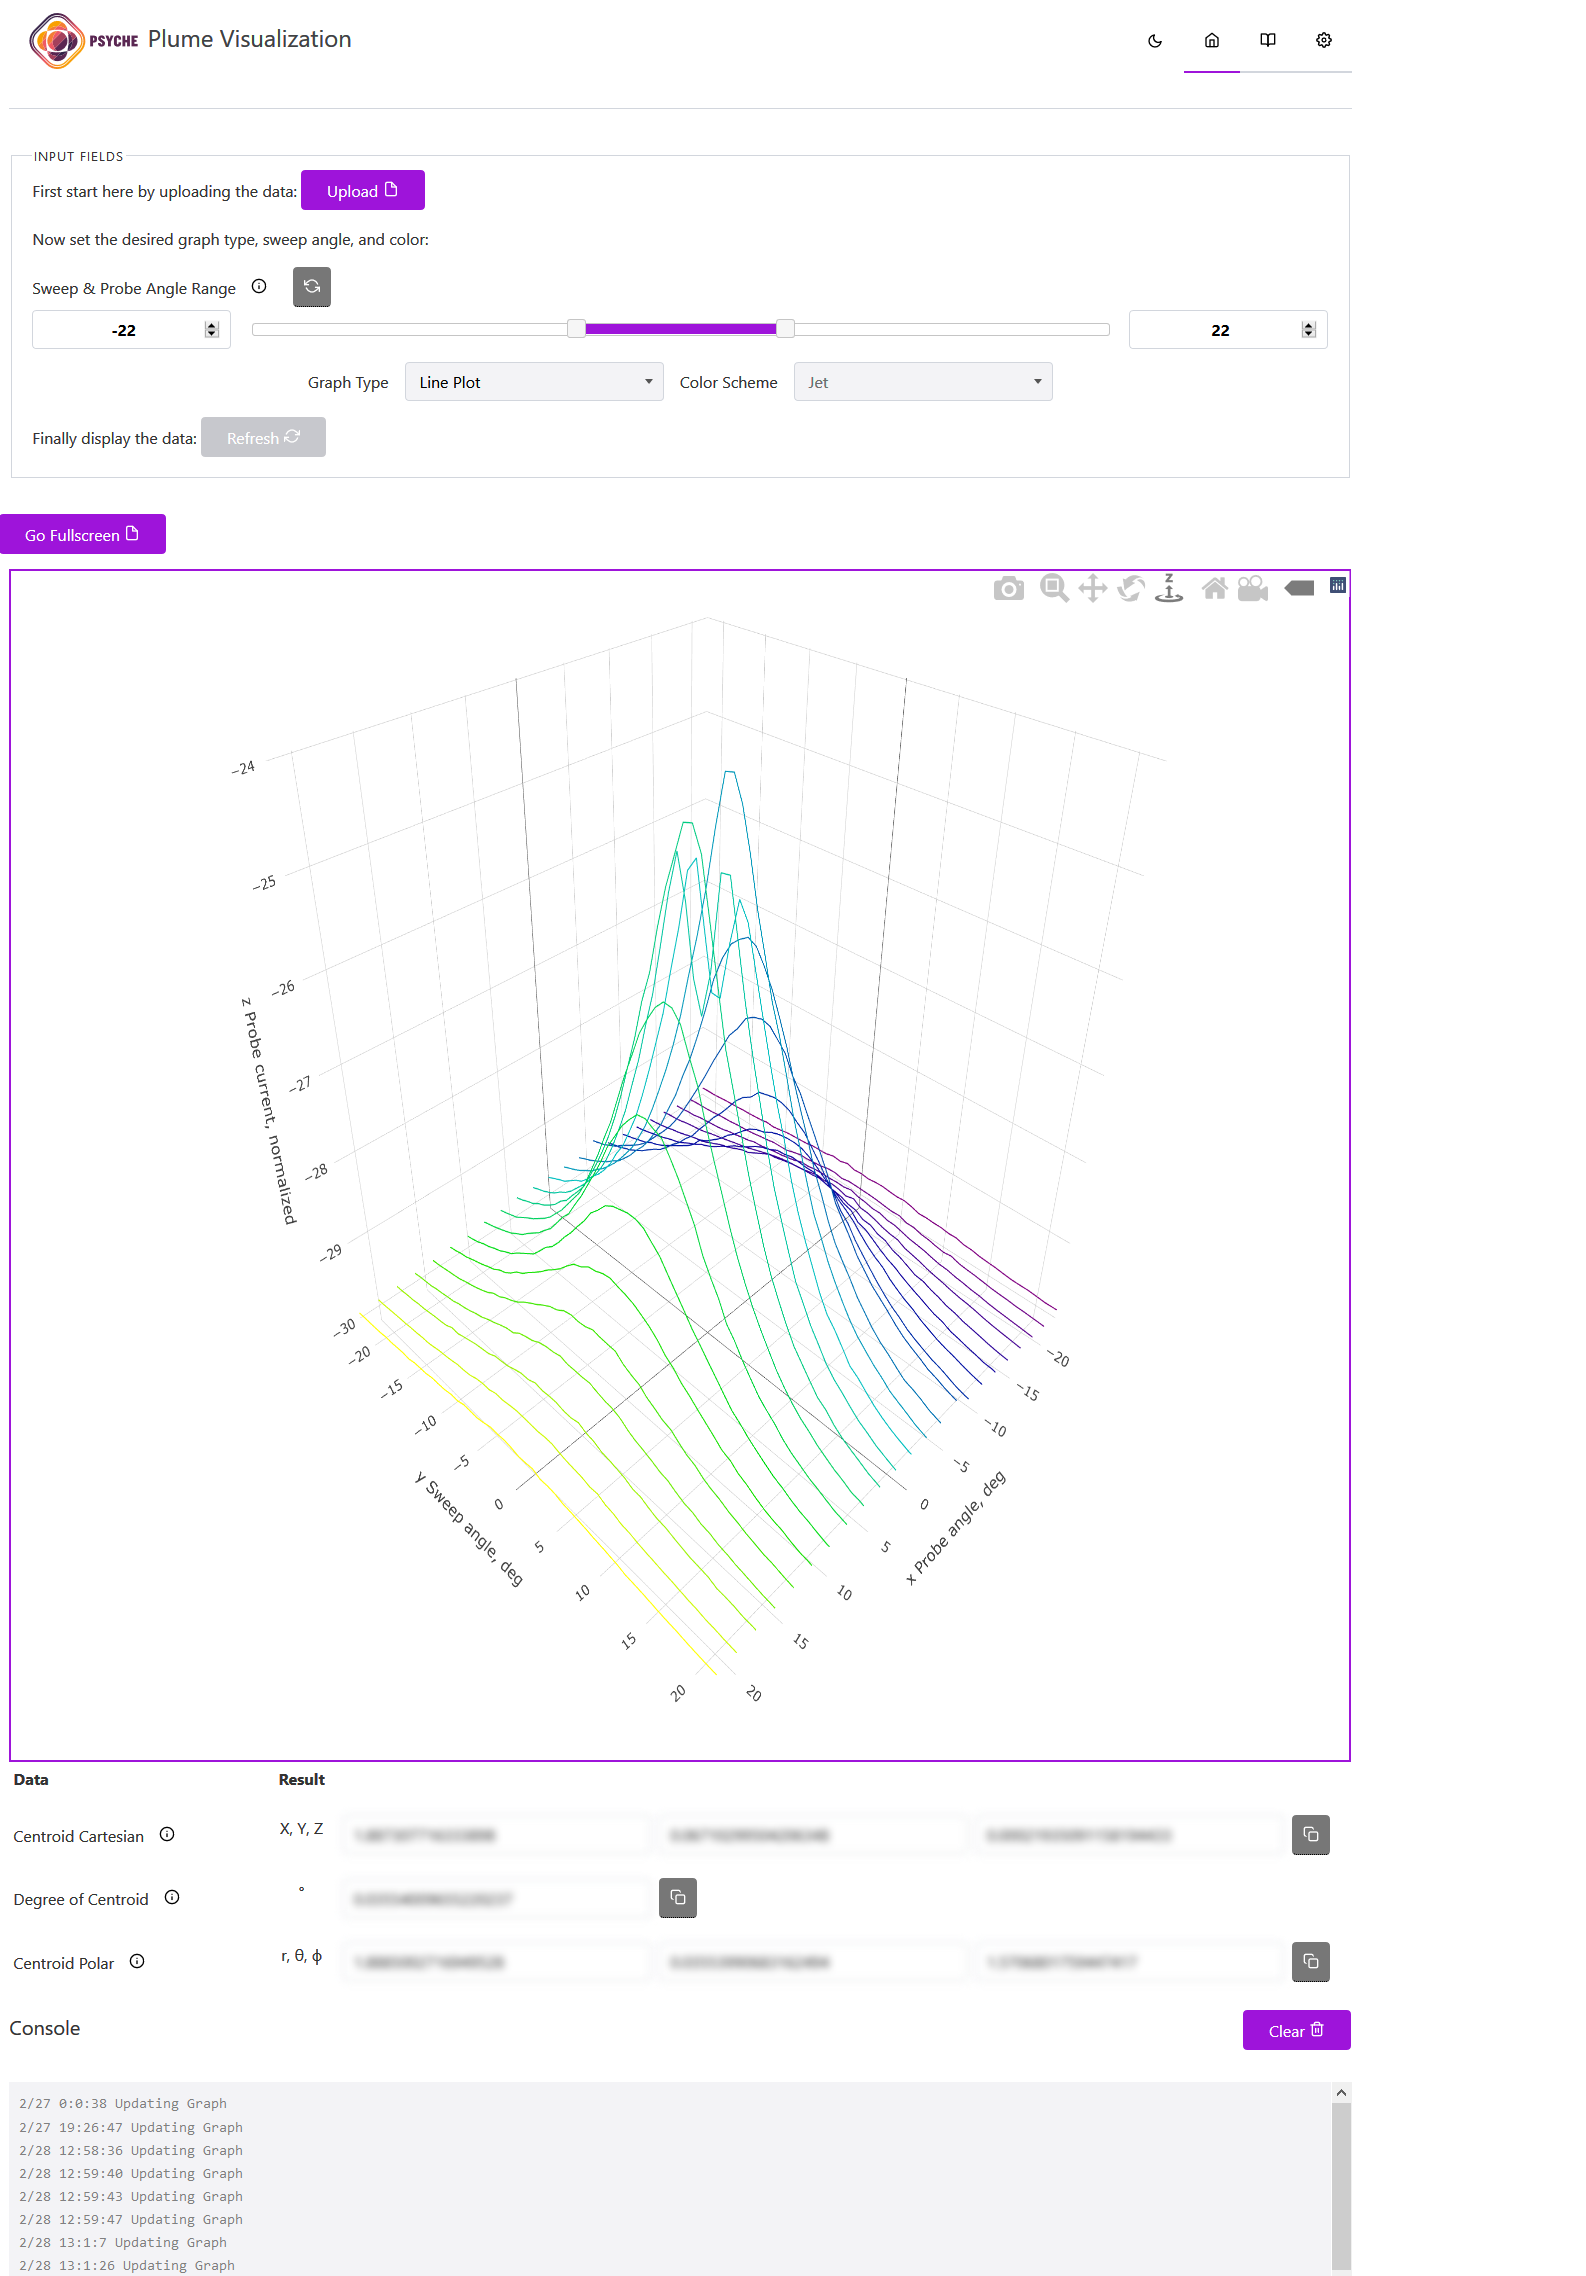 PSYCHE Plume Visualization
INPUT FIELDS
First start here by uploading the data: Upload
Now set the desired graph type, sweep angle, and color:
Sweep & Probe Angle Range
-22 22
Graph Type Line Plot Color Scheme Jet
Finally display the data: Refresh
Go Fullscreen
Z
−24
−25
−26
−27
−28
−29
−30
z Probe current, normalized
−20
−15
−10
−5
0
5
10
15
20
y Sweep angle, deg
−20
−15
−10
−5
0
5
10
15
20
x Probe angle, deg
Data Result
Centroid Cartesian X, Y, Z
Degree of Centroid °
Centroid Polar r, θ, ϕ
Console Clear
2/27 0:0:38 Updating Graph
2/27 19:26:47 Updating Graph
2/28 12:58:36 Updating Graph
2/28 12:59:40 Updating Graph
2/28 12:59:43 Updating Graph
2/28 12:59:47 Updating Graph
2/28 13:1:7 Updating Graph
2/28 13:1:26 Updating Graph